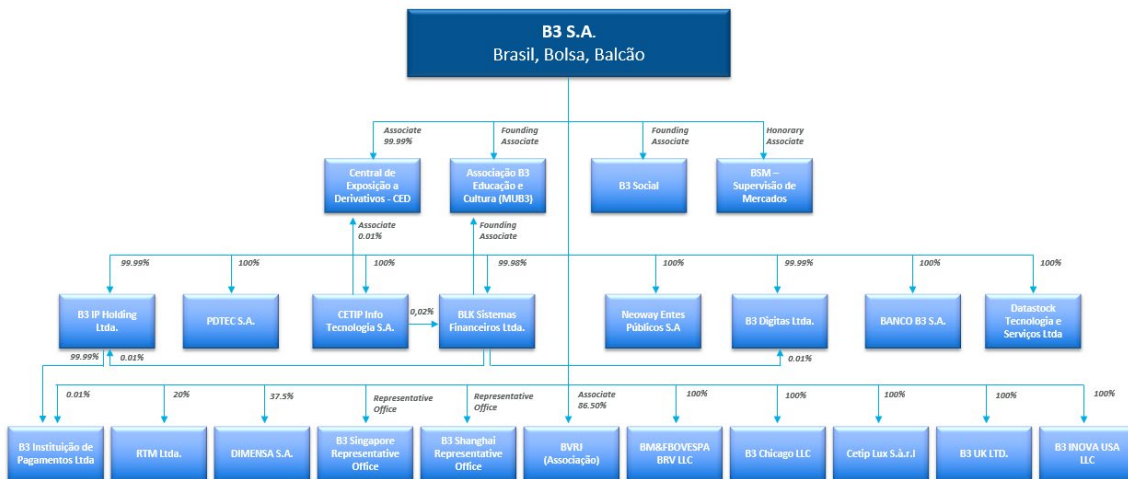 B3 S.A.
Brasil, Bolsa, Balcão
Associate
99.99%
Founding
Associate
Founding
Associate
Honorary
Associate
Central de
Exposição a
Derivativos - CED
Associação B3
Educação e
Cultura (MUB3)
B3 Social
BSM –
Supervisão de
Mercados
Associate
0.01%
Founding
Associate
99.99%
100%
100%
99.98%
100%
99.99%
100%
100%
B3 IP Holding
Ltda.
PDTEC S.A.
CETIP Info
Tecnologia S.A.
0,02%
BLK Sistemas
Financeiros Ltda.
Neoway Entes
Públicos S.A
B3 Digitas Ltda.
BANCO B3 S.A.
Datastock
Tecnologia e
Serviços Ltda
99.99%
0.01%
0.01%
0.01%
20%
37.5%
Representative
Office
Representative
Office
Associate
86.50%
100%
100%
100%
100%
100%
B3 Instituição de
Pagamentos Ltda
RTM Ltda.
DIMENSA S.A.
B3 Singapore
Representative
Office
B3 Shanghai
Representative
Office
BVRJ
(Associação)
BM&FBOVESPA
BRV LLC
B3 Chicago LLC
Cetip Lux S.à.r.l
B3 UK LTD.
B3 INOVA USA
LLC